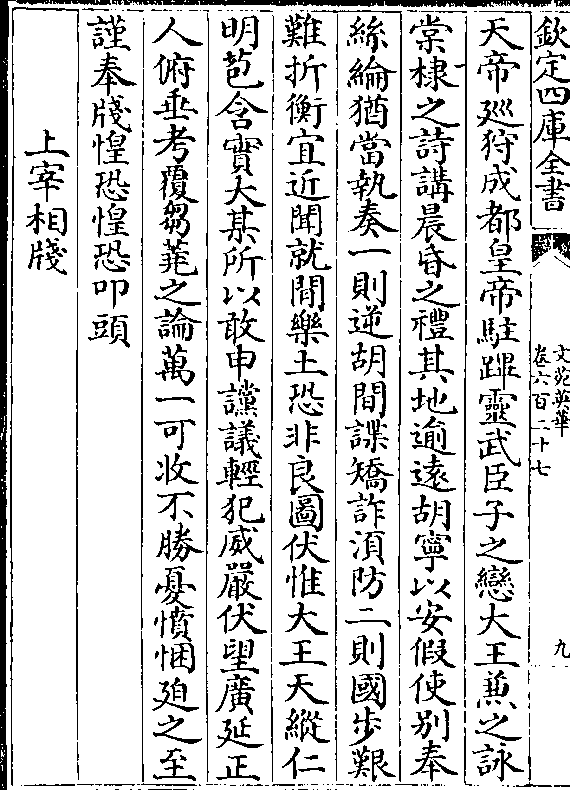 欽定四庫全書
文苑英華
卷六百二十七
九
天帝廵狩成都皇帝駐蹕靈武臣子之戀大王兼之詠
棠棣之詩講晨昏之禮其地逾逺胡寧以安假使别奉
絲綸猶當執奏一則逆胡間諜矯詐湏防二則國步艱
難折衡宜近聞就閒樂土恐非良圖伏惟大王天縱仁
明苞含寳大某所以敢申讜議輕犯威嚴伏望廣延正
人俯垂考覆芻蕘之論萬一可收不勝憂憤悃迫之至
謹奉牋惶恐惶恐叩頭
上宰相牋